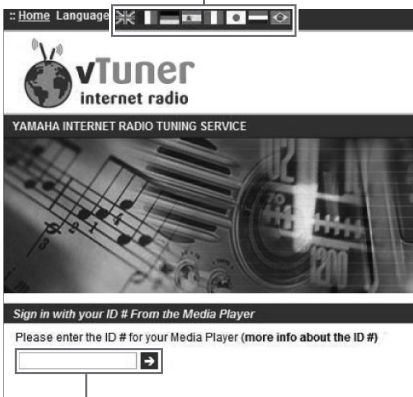 :: Home Language
vTuner
internet radio
YAMAHA INTERNET RADIO TUNING SERVICE
Sign in with your ID # From the Media Player
Please enter the ID # for your Media Player (more info about the ID #)